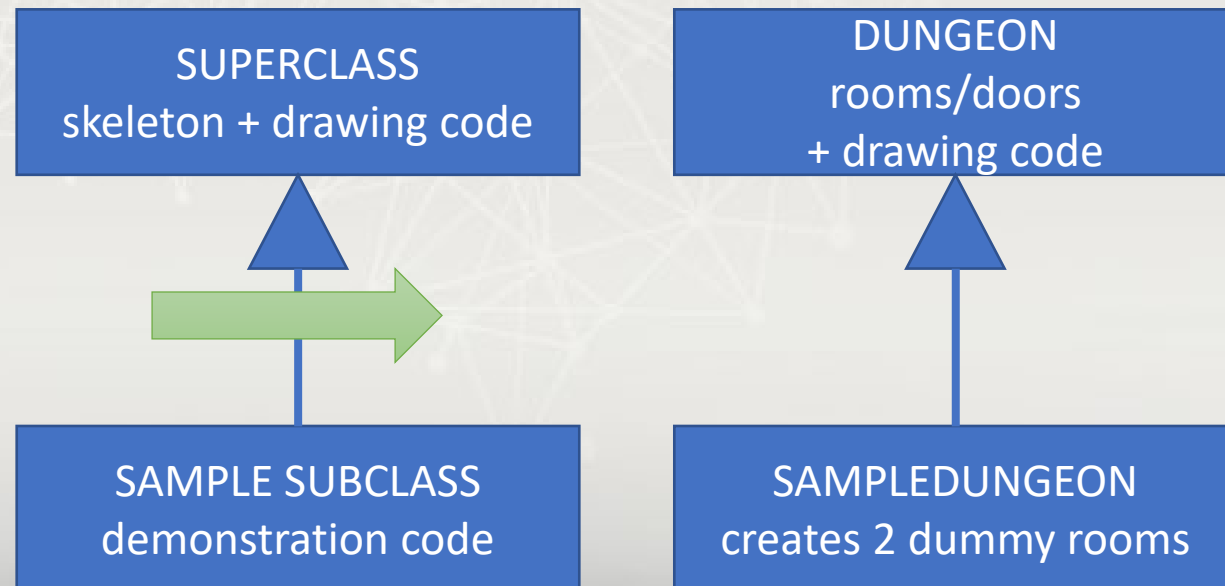 SUPERCLASS
skeleton + drawing code
DUNGEON
rooms/doors
+ drawing code
SAMPLE SUBCLASS
demonstration code
SAMPLEDUNGEON
creates 2 dummy rooms